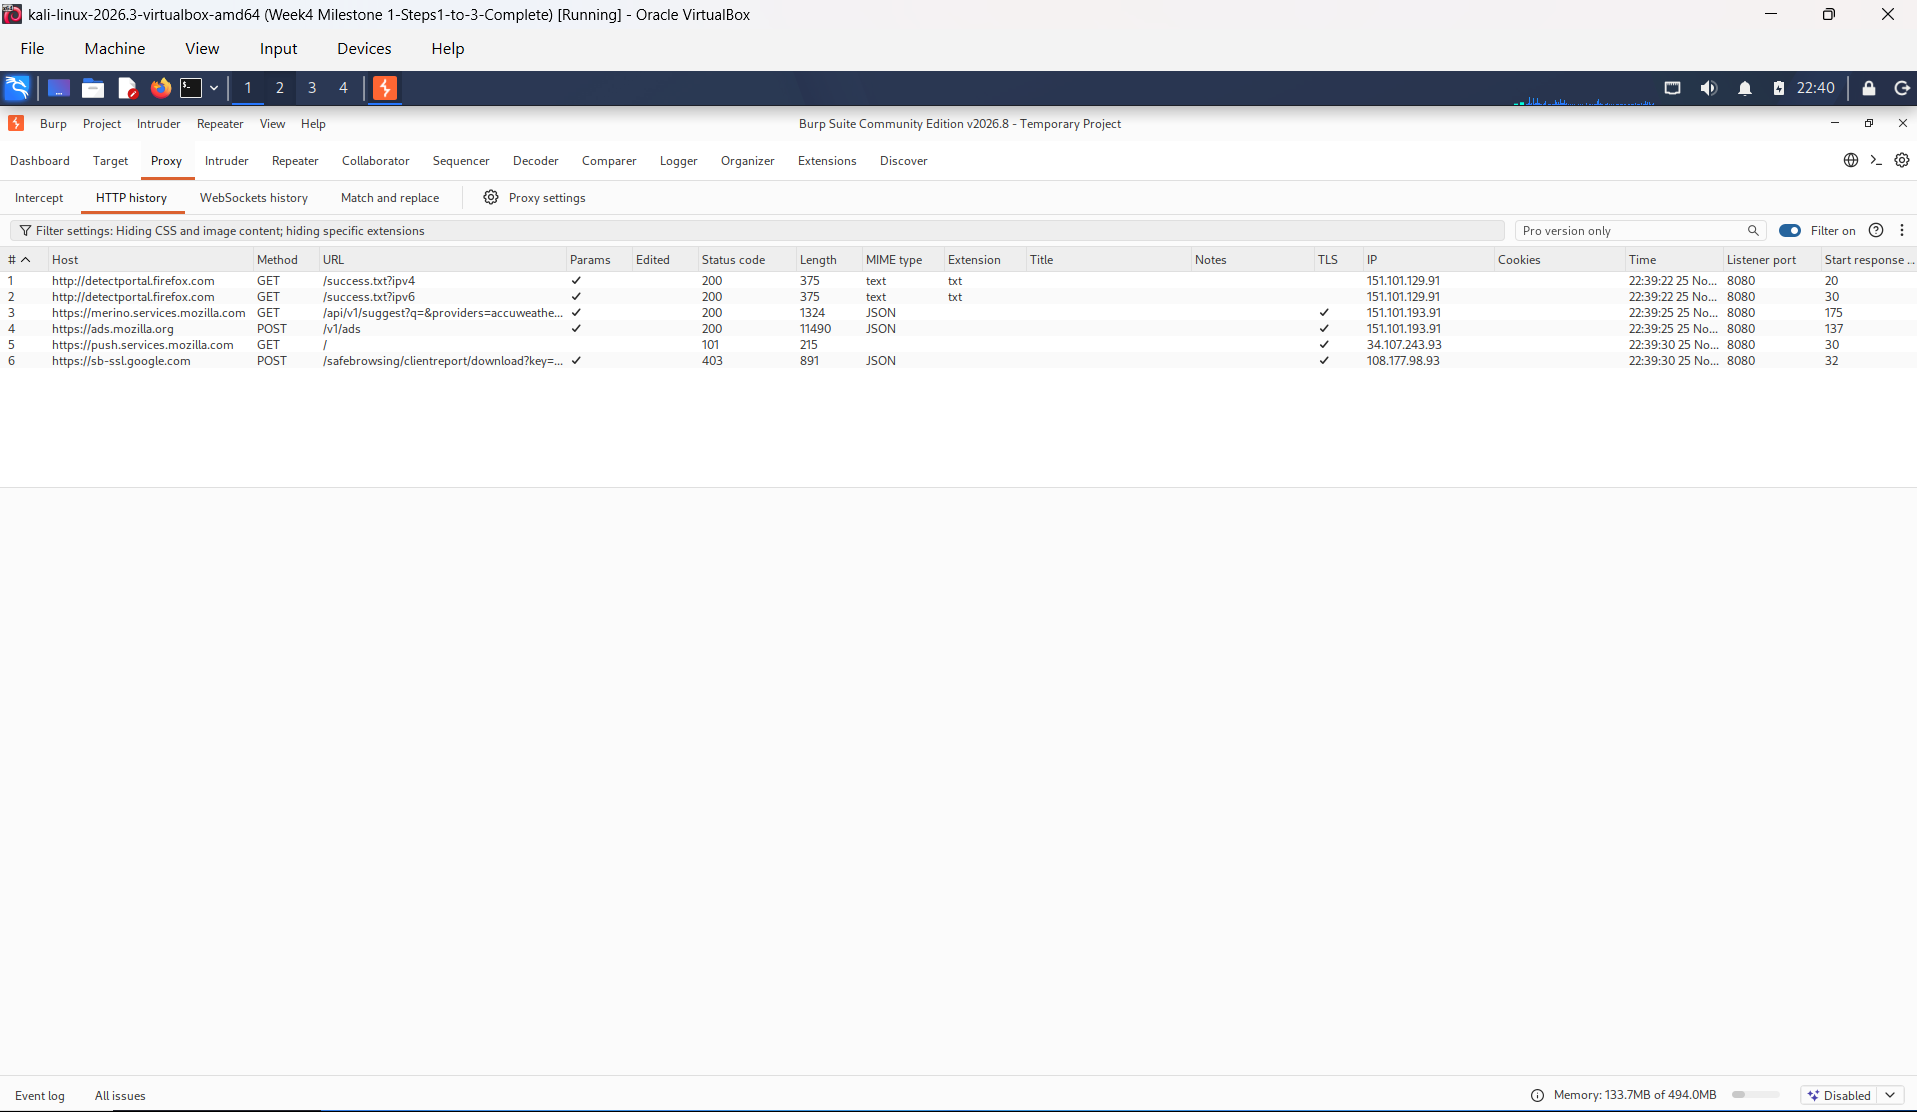 kali-linux-2026.3-virtualbox-amd64 (Week4 Milestone 1-Steps1-to-3-Complete) [Running] - Oracle VirtualBox
File Machine View Input Devices Help
1 2 3 4 22:40
Burp Project Intruder Repeater View Help Burp Suite Community Edition v2026.8 - Temporary Project
Dashboard Target Proxy Intruder Repeater Collaborator Sequencer Decoder Comparer Logger Organizer Extensions Discover
Intercept HTTP history WebSockets history Match and replace Proxy settings
Filter settings: Hiding CSS and image content; hiding specific extensions Pro version only Filter on
# Host Method URL Params Edited Status code Length MIME type Extension Title Notes TLS IP Cookies Time Listener port Start response ...
1 http://detectportal.firefox.com GET /success.txt?ipv4 ✓ 200 375 text txt 151.101.129.91 22:39:22 25 No... 8080 20
2 http://detectportal.firefox.com GET /success.txt?ipv6 ✓ 200 375 text txt 151.101.129.91 22:39:22 25 No... 8080 30
3 https://merino.services.mozilla.com GET /api/v1/suggest?q=&providers=accuweathe... ✓ 200 1324 JSON ✓ 151.101.193.91 22:39:25 25 No... 8080 175
4 https://ads.mozilla.org POST /v1/ads ✓ 200 11490 JSON ✓ 151.101.193.91 22:39:25 25 No... 8080 137
5 https://push.services.mozilla.com GET / 101 215 ✓ 34.107.243.93 22:39:30 25 No... 8080 30
6 https://sb-ssl.google.com POST /safebrowsing/clientreport/download?key=... ✓ 403 891 JSON ✓ 108.177.98.93 22:39:30 25 No... 8080 32
Event log All issues Memory: 133.7MB of 494.0MB Disabled